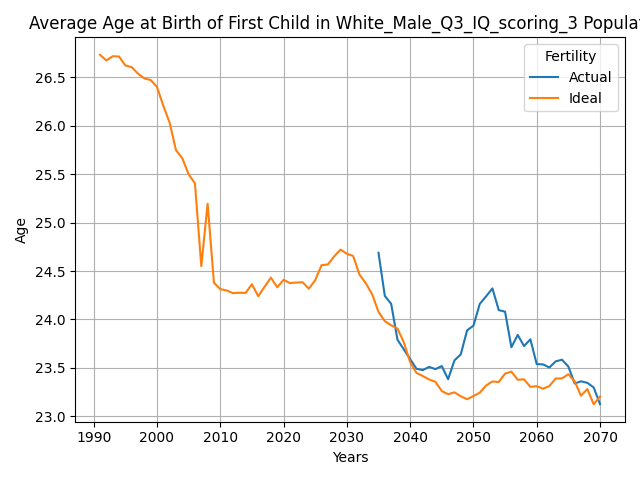 Average Age at Birth of First Child in White_Male_Q3_IQ_scoring_3 Populat
Fertility
Actual
Ideal
26.5
26.0
25.5
25.0
24.5
24.0
23.5
23.0
Age
1990 2000 2010 2020 2030 2040 2050 2060 2070
Years